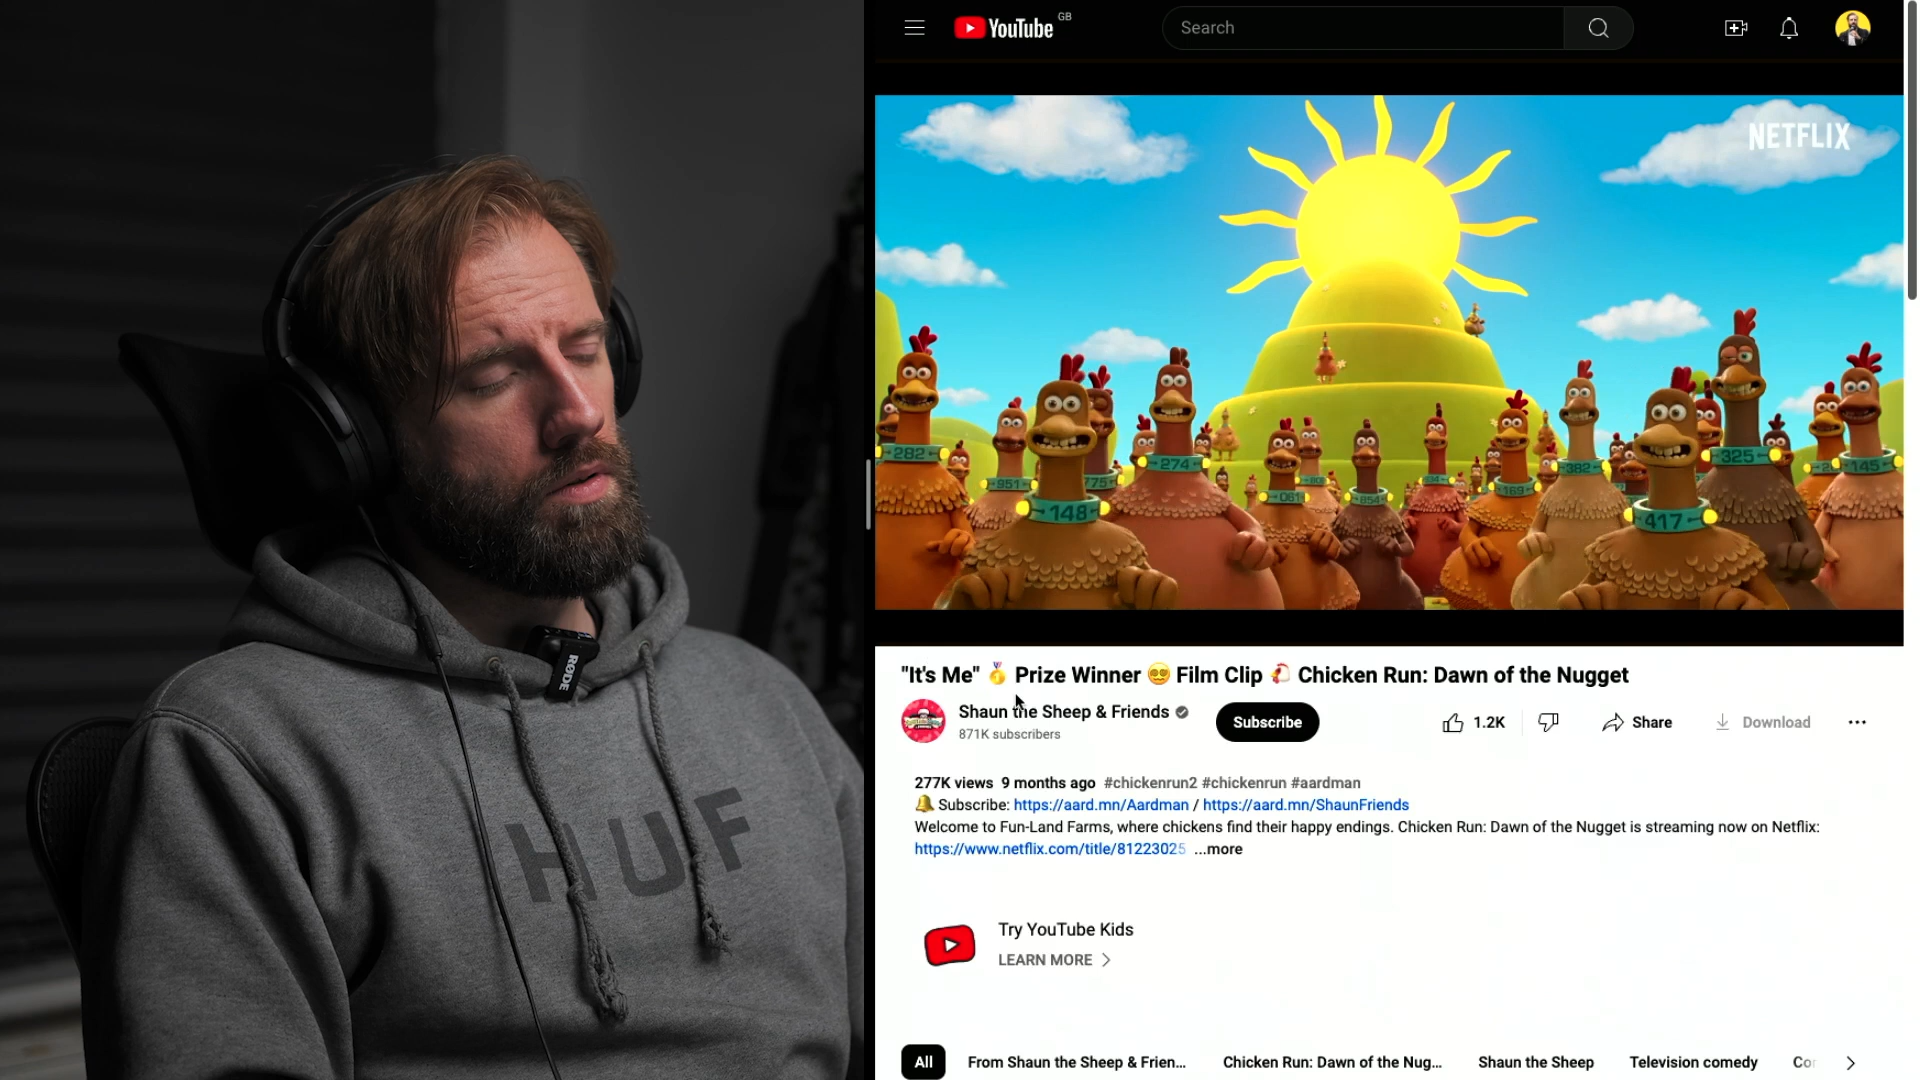 YouTube GB
Search
NETFLIX
282
951
148
775
274
061
854
169
382
417
325
145
"It's Me" 🥇 Prize Winner 😵‍💫 Film Clip 🐔 Chicken Run: Dawn of the Nugget
Shaun the Sheep & Friends
871K subscribers
Subscribe
1.2K
Share
Download
277K views 9 months ago #chickenrun2 #chickenrun #aardman
🔔 Subscribe: https://aard.mn/Aardman / https://aard.mn/ShaunFriends
Welcome to Fun-Land Farms, where chickens find their happy endings. Chicken Run: Dawn of the Nugget is streaming now on Netflix:
https://www.netflix.com/title/81223025 ...more
Try YouTube Kids
LEARN MORE
All
From Shaun the Sheep & Frien...
Chicken Run: Dawn of the Nug...
Shaun the Sheep
Television comedy
RØDE
HUF